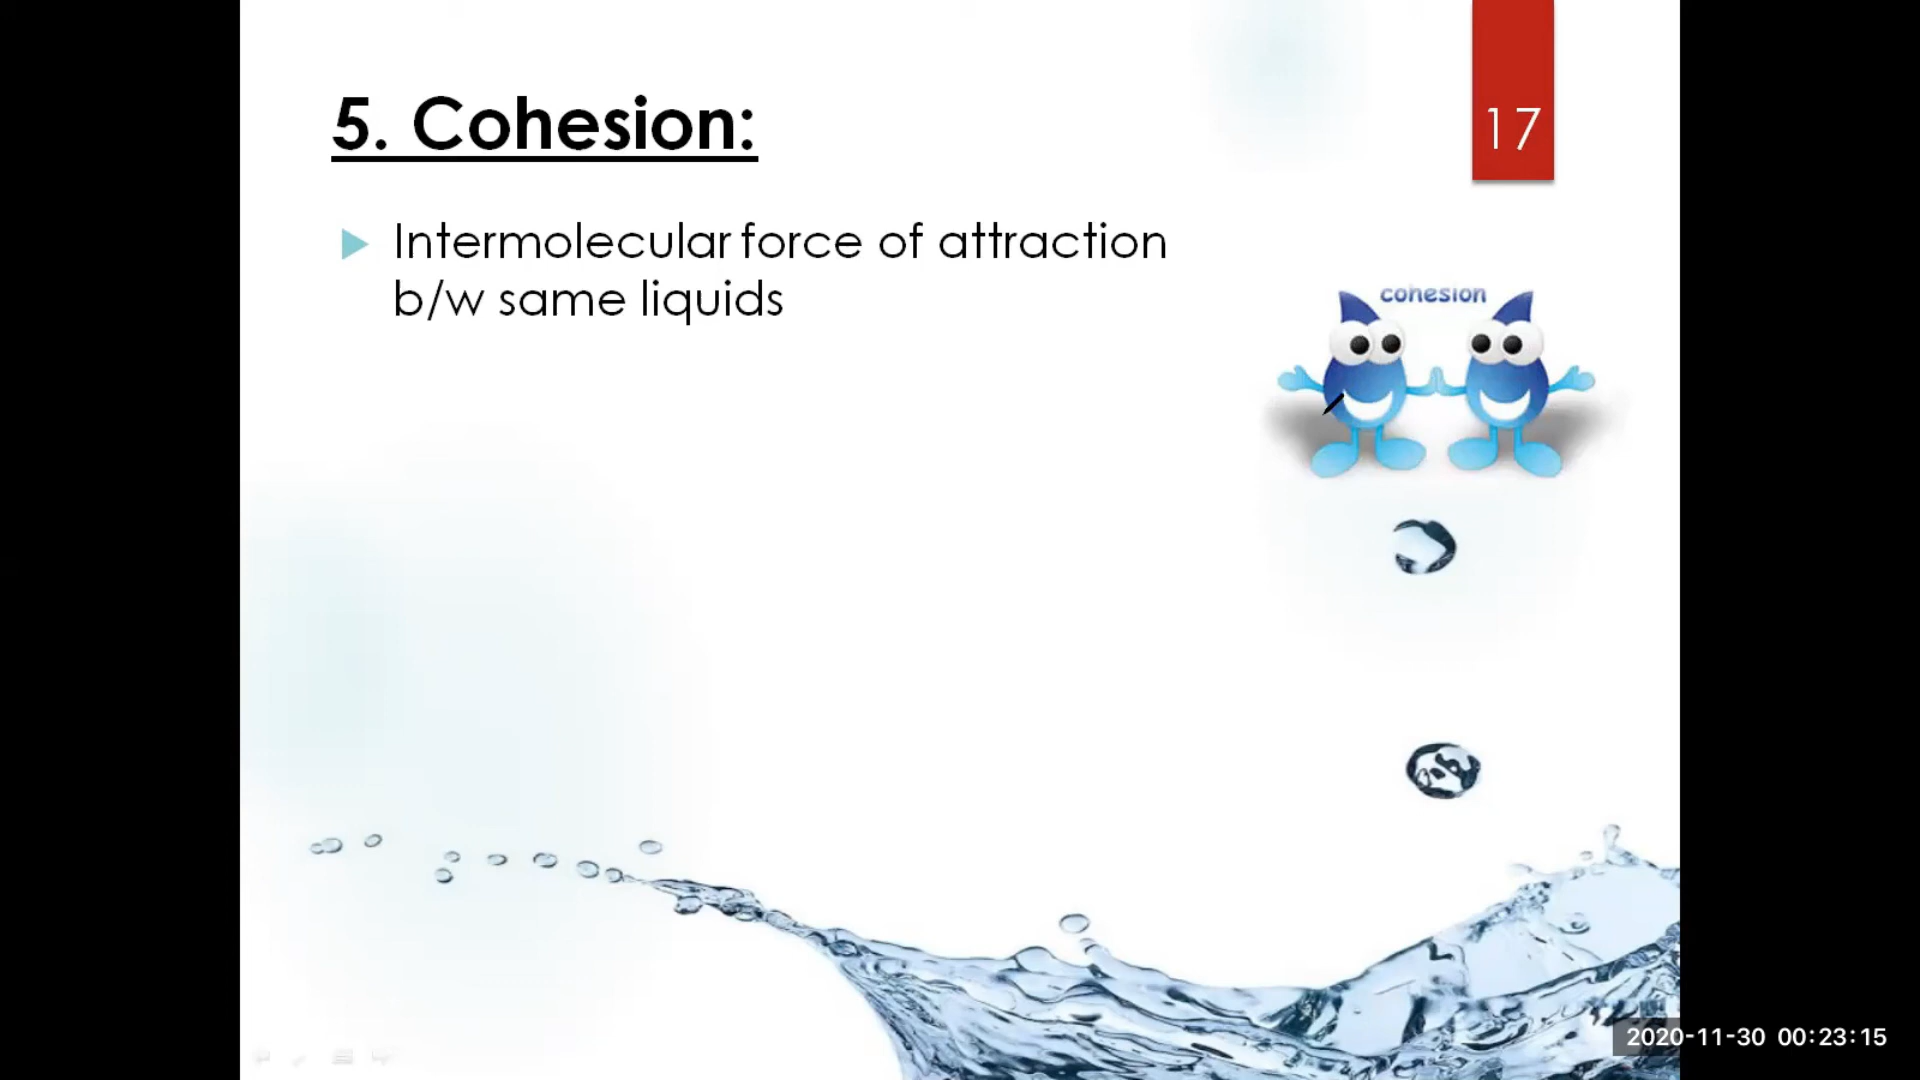 5. Cohesion:
17
Intermolecular force of attraction
b/w same liquids
cohesion
2020-11-30 00:23:15